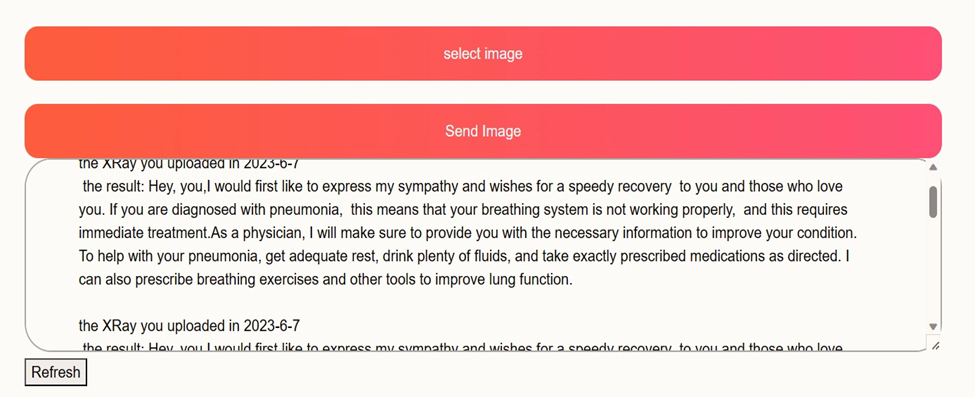 select image
Send Image
the XRay you uploaded in 2023-6-7
the result: Hey, you,I would first like to express my sympathy and wishes for a speedy recovery  to you and those who love
you. If you are diagnosed with pneumonia,  this means that your breathing system is not working properly,  and this requires
immediate treatment.As a physician, I will make sure to provide you with the necessary information to improve your condition.
To help with your pneumonia, get adequate rest, drink plenty of fluids, and take exactly prescribed medications as directed. I
can also prescribe breathing exercises and other tools to improve lung function.
the XRay you uploaded in 2023-6-7
the result: Hey, you,I would first like to express my sympathy and wishes for a speedy recovery  to you and those who love
Refresh